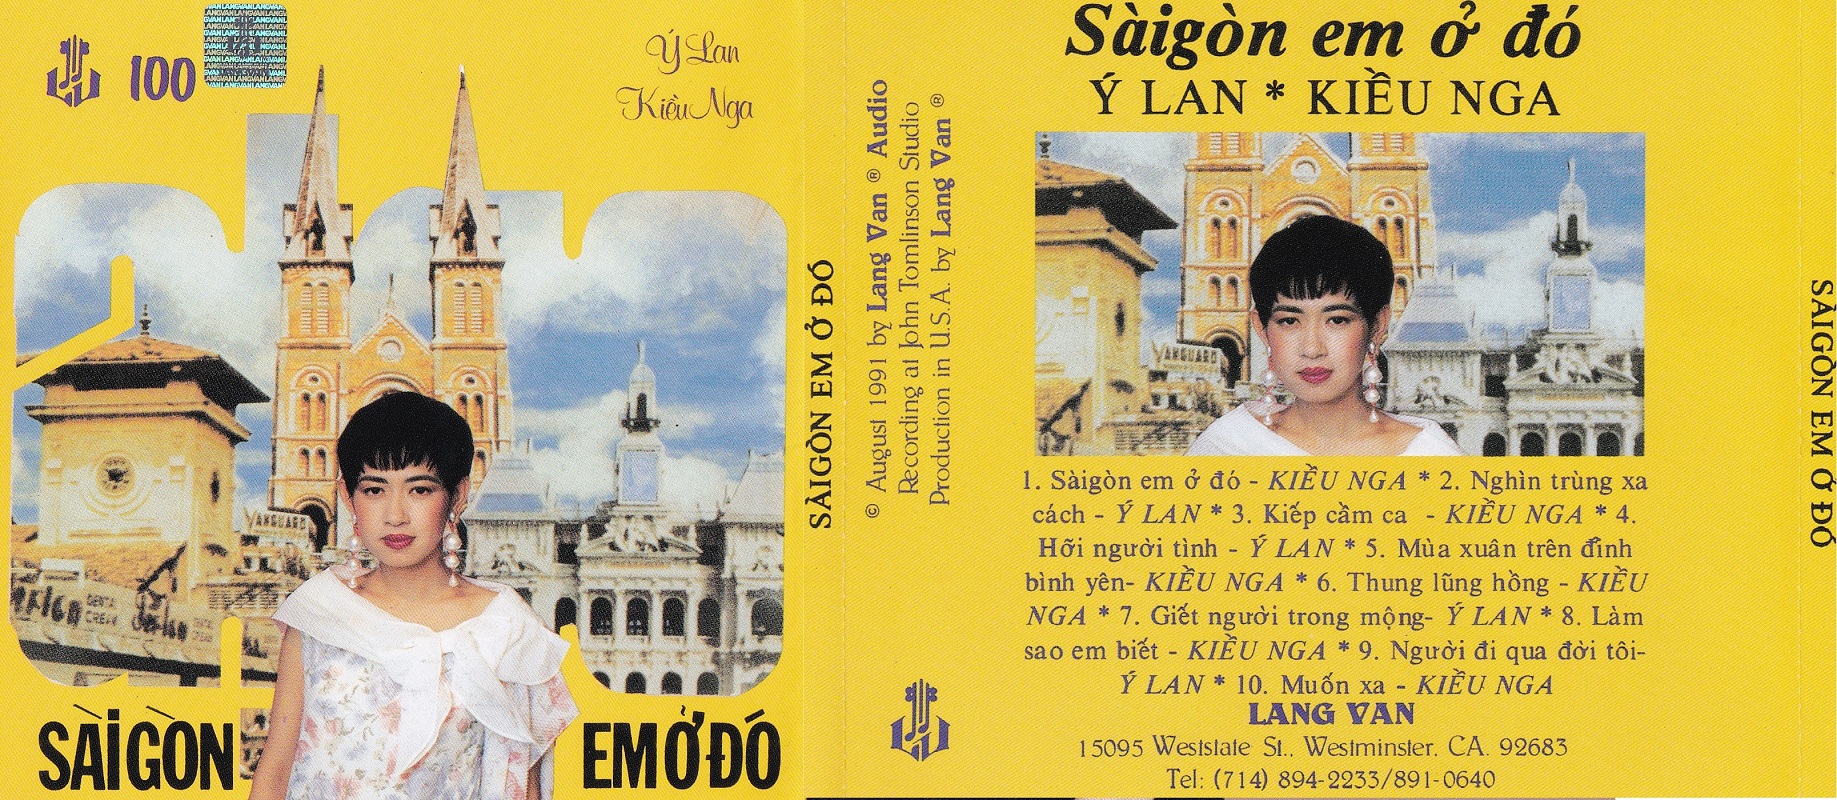 100
Ý Lan
Kiều Nga
VANGUARD
DENTAL
CREAM
SÀIGÒN
EM Ở ĐÓ
SÀIGÒN EM Ở ĐÓ
© August 1991 by Lang Van ® Audio
Recording at John Tomlinson Studio
Production in U.S.A. by Lang Van ®
Sàigòn em ở đó
Ý LAN * KIỀU NGA
VANGUARD
1. Sàigòn em ở đó - KIỀU NGA * 2. Nghìn trùng xa
cách - Ý LAN * 3. Kiếp cầm ca - KIỀU NGA * 4.
Hỡi người tình - Ý LAN * 5. Mùa xuân trên đỉnh
bình yên- KIỀU NGA * 6. Thung lũng hồng - KIỀU
NGA * 7. Giết người trong mộng- Ý LAN * 8. Làm
sao em biết - KIỀU NGA * 9. Người đi qua đời tôi-
Ý LAN * 10. Muốn xa - KIỀU NGA
LANG VAN
15095 Weststate St., Westminster, CA. 92683
Tel: (714) 894-2233/891-0640
SÀIGÒN EM Ở ĐÓ